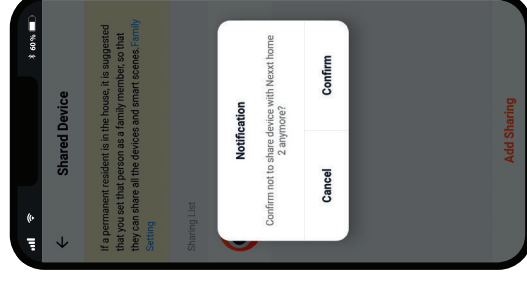 60%
Shared Device
If a permanent resident is in the house, it is suggested
that you set that person as a family member, so that
they can share all the devices and smart scenes.Family
Setting
Sharing List
Notification
Confirm not to share device with Nexxt home
2 anymore?
Cancel Confirm
Add Sharing